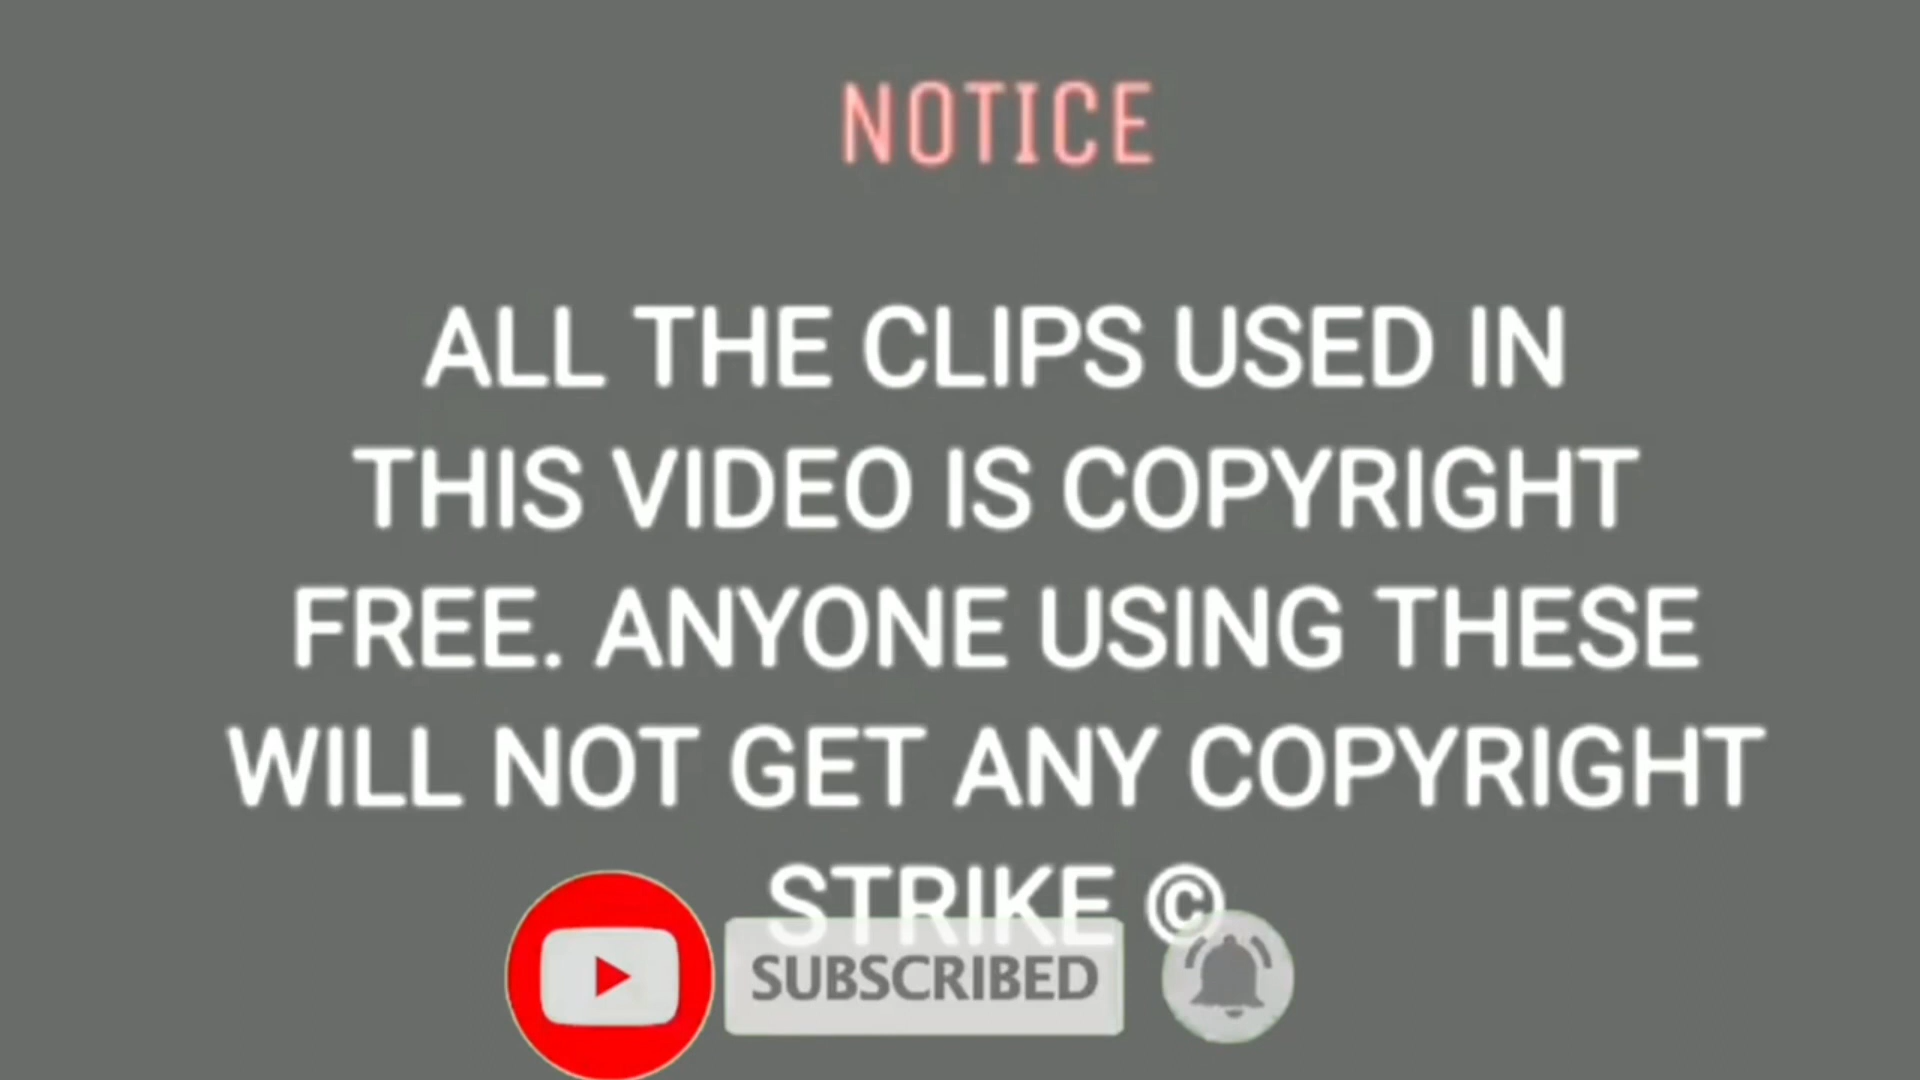 NOTICE
ALL THE CLIPS USED IN
THIS VIDEO IS COPYRIGHT
FREE. ANYONE USING THESE
WILL NOT GET ANY COPYRIGHT
STRIKE ©
SUBSCRIBED